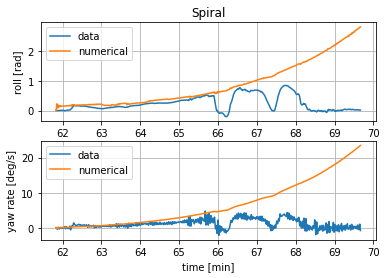 Spiral
data
numerical
roll [rad]
2
1
0
62 63 64 65 66 67 68 69 70
data
numerical
yaw rate [deg/s]
20
10
0
62 63 64 65 66 67 68 69 70
time [min]